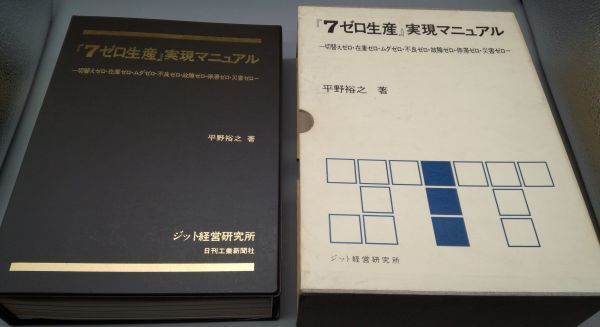 『7ゼロ生産』実現マニュアル
―切替えゼロ・在庫ゼロ・ムダゼロ・不良ゼロ・故障ゼロ・停滞ゼロ・災害ゼロ―
平野裕之 著
ジット経営研究所
日刊工業新聞社
『7ゼロ生産』実現マニュアル
―切替えゼロ・在庫ゼロ・ムダゼロ・不良ゼロ・故障ゼロ・停滞ゼロ・災害ゼロ―
平野裕之 著
ジット経営研究所